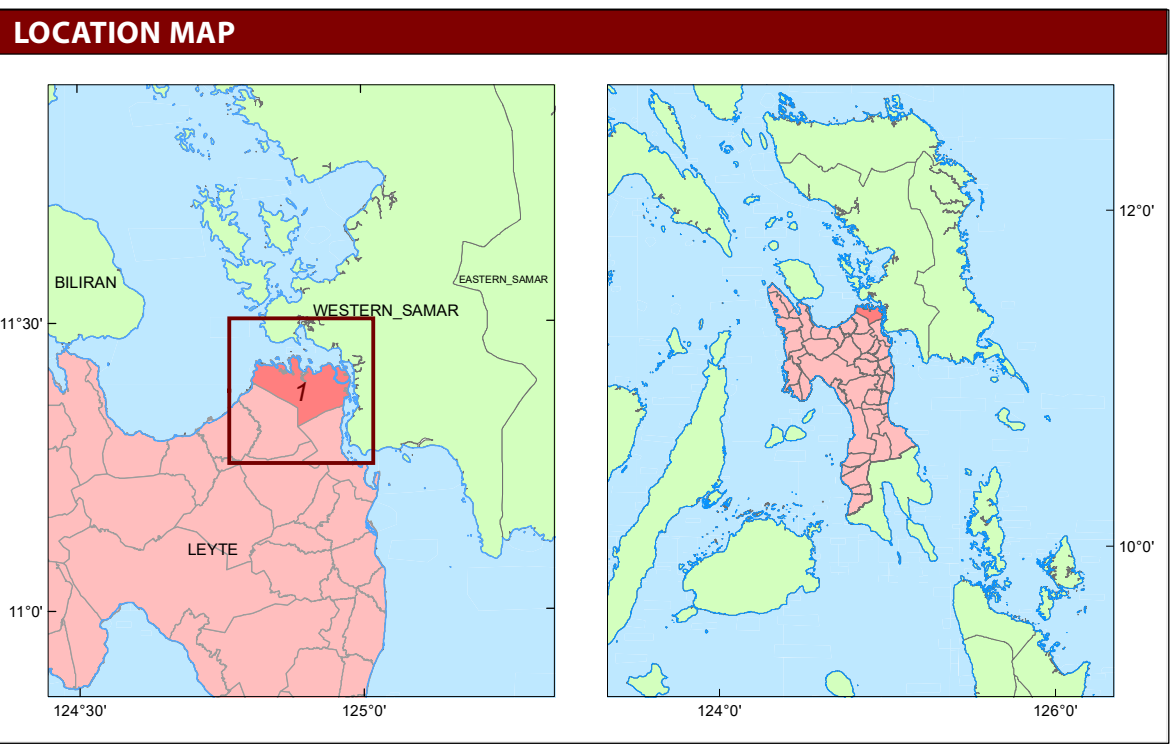 LOCATION MAP
BILIRAN
EASTERN_SAMAR
WESTERN_SAMAR
11°30'
1
LEYTE
11°0'
124°30'
125°0'
12°0'
10°0'
124°0'
126°0'